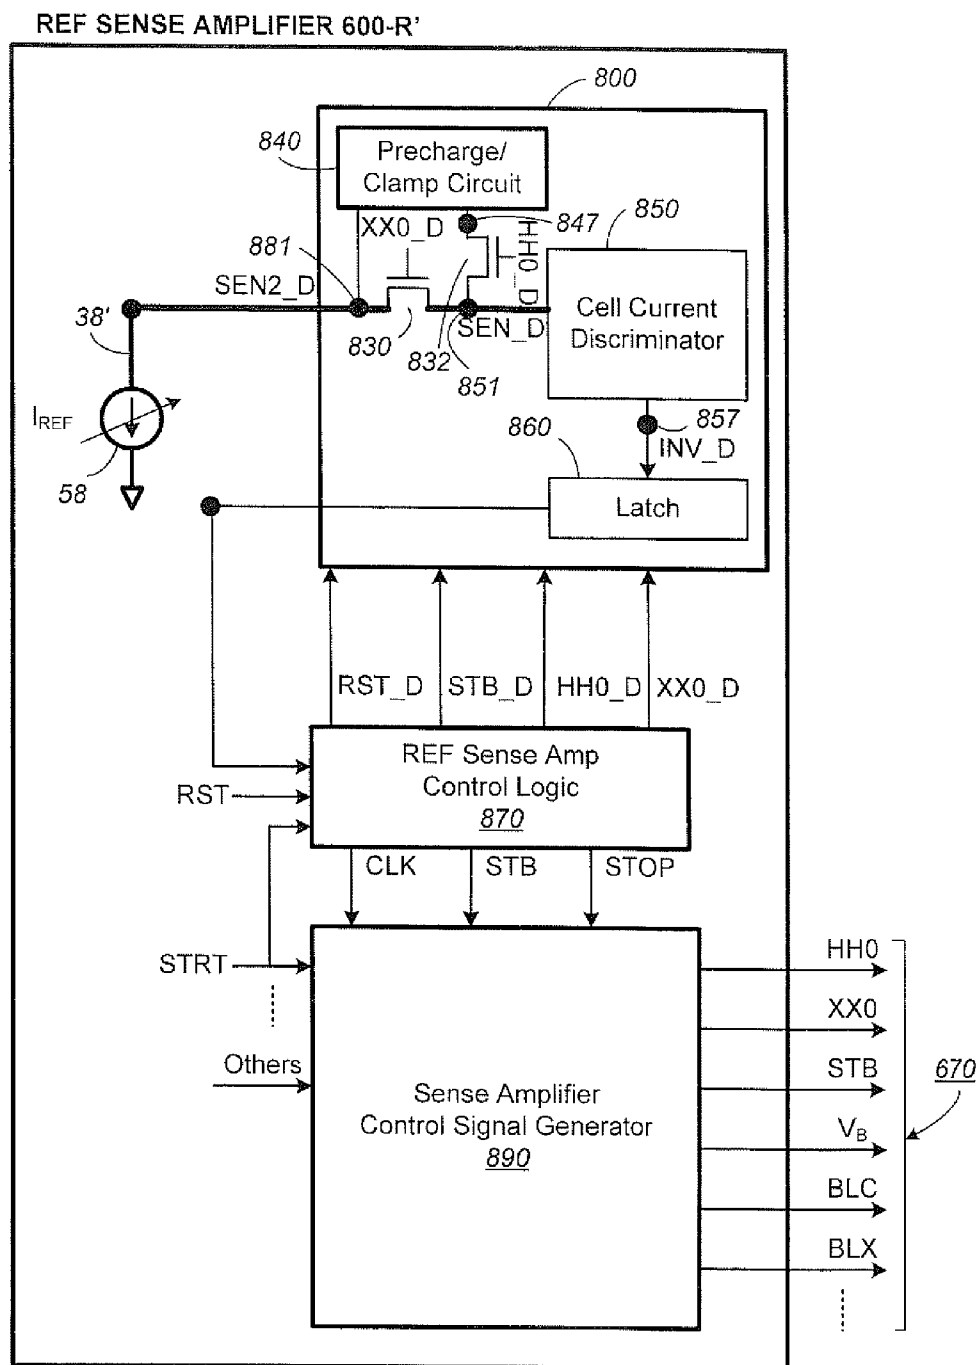 REF SENSE AMPLIFIER 600-R'
800
840
Precharge/
Clamp Circuit
847
850
XX0_D
HH0_D
881
SEN2_D
Cell Current
Discriminator
38'
830
SEN_D
832
851
857
860
INV_D
IREF
58
Latch
RST_D
STB_D
HH0_D
XX0_D
REF Sense Amp
Control Logic
870
RST
CLK
STB
STOP
STRT
HH0
XX0
Others
STB
670
Sense Amplifier
Control Signal Generator
890
VB
BLC
BLX